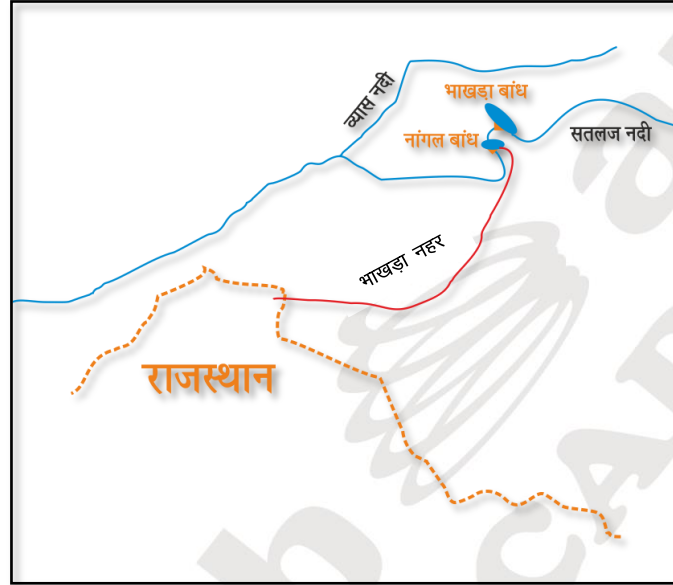 व्यास नदी
भाखड़ा बांध
नांगल बांध
सतलज नदी
भाखड़ा नहर
राजस्थान